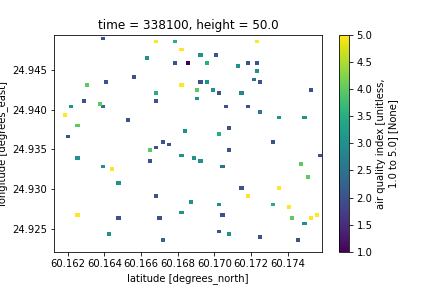 time = 338100, height = 50.0
24.945
24.940
24.935
24.930
24.925
longitude [degrees_east]
60.162 60.164 60.166 60.168 60.170 60.172 60.174
latitude [degrees_north]
5.0
4.5
4.0
3.5
3.0
2.5
2.0
1.5
1.0
air quality index [unitless,
1.0 to 5.0] [None]